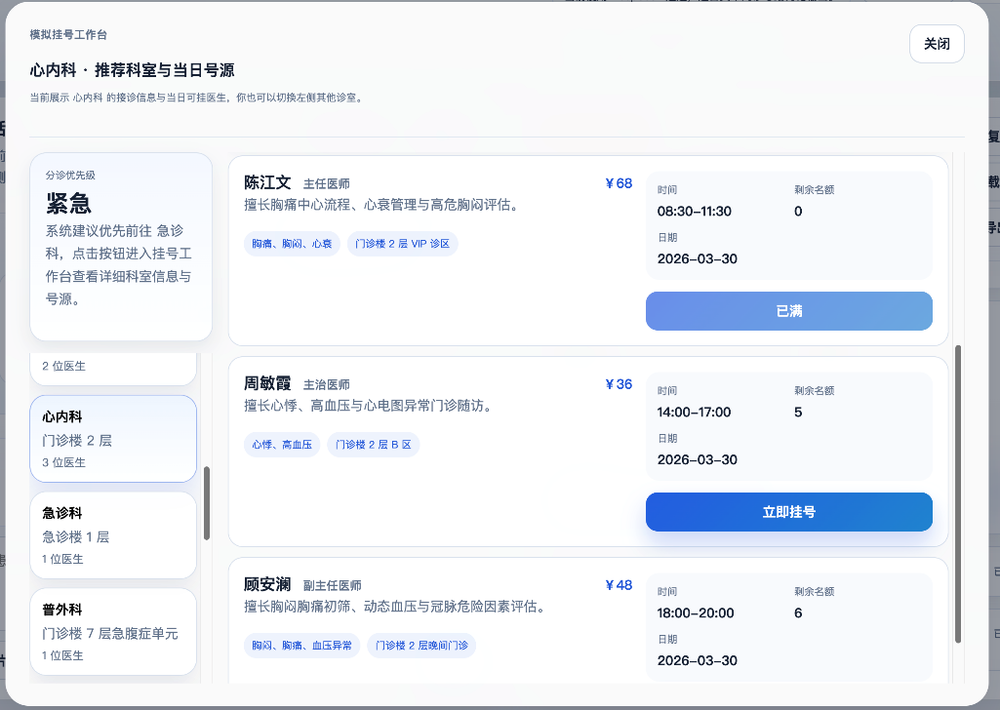 模拟挂号工作台
心内科 · 推荐科室与当日号源
当前展示 心内科 的接诊信息与当日可挂医生，你也可以切换左侧其他诊室。
关闭
分诊优先级
紧急
系统建议优先前往 急诊
科，点击按钮进入挂号工
作台查看详细科室信息与
号源。
2 位医生
心内科
门诊楼 2 层
3 位医生
急诊科
急诊楼 1 层
1 位医生
普外科
门诊楼 7 层急腹症单元
1 位医生
陈江文 主任医师
¥68
擅长胸痛中心流程、心衰管理与高危胸闷评估。
胸痛、胸闷、心衰
门诊楼 2 层 VIP 诊区
时间
剩余名额
08:30–11:30
0
日期
2026–03–30
已满
周敏霞 主治医师
¥36
擅长心悸、高血压与心电图异常门诊随访。
心悸、高血压
门诊楼 2 层 B 区
时间
剩余名额
14:00–17:00
5
日期
2026–03–30
立即挂号
顾安澜 副主任医师
¥48
擅长胸闷胸痛初筛、动态血压与冠脉危险因素评估。
胸闷、胸痛、血压异常
门诊楼 2 层晚间门诊
时间
剩余名额
18:00–20:00
6
日期
2026–03–30